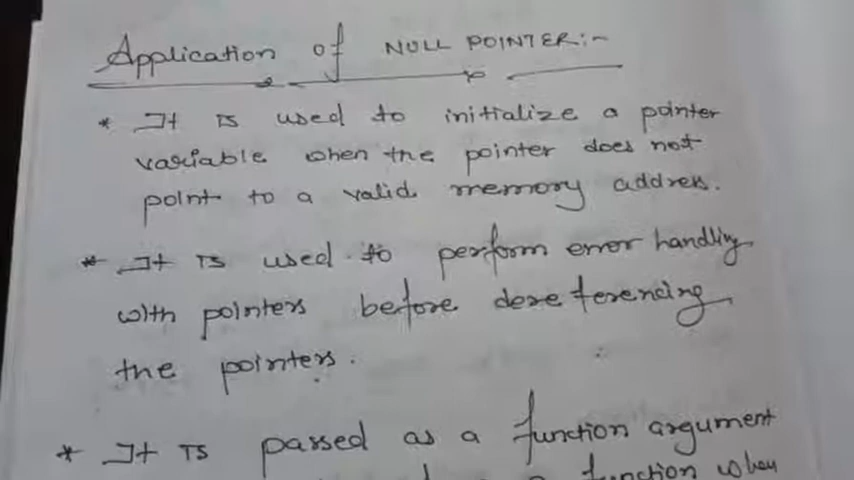 Application of NULL POINTER:-
* It is used to initialize a pointer
variable when the pointer does not
point to a valid memory address.
* It is used to perform error handling
with pointers before dereferencing
the pointers.
* It is passed as a function argument
function when